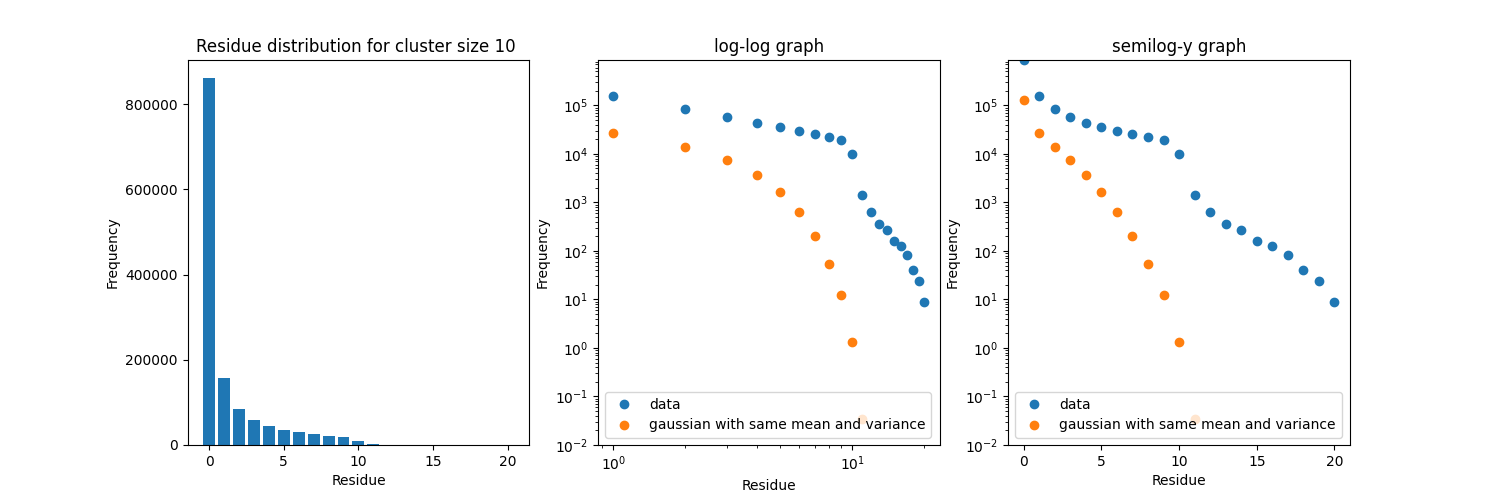 Residue distribution for cluster size 10
800000
600000
400000
200000
0
Frequency
0 5 10 15 20
Residue
log-log graph
10^5
10^4
10^3
10^2
10^1
10^0
10^-1
10^-2
Frequency
data
gaussian with same mean and variance
10^0 10^1
Residue
semilog-y graph
10^5
10^4
10^3
10^2
10^1
10^0
10^-1
10^-2
Frequency
data
gaussian with same mean and variance
0 5 10 15 20
Residue